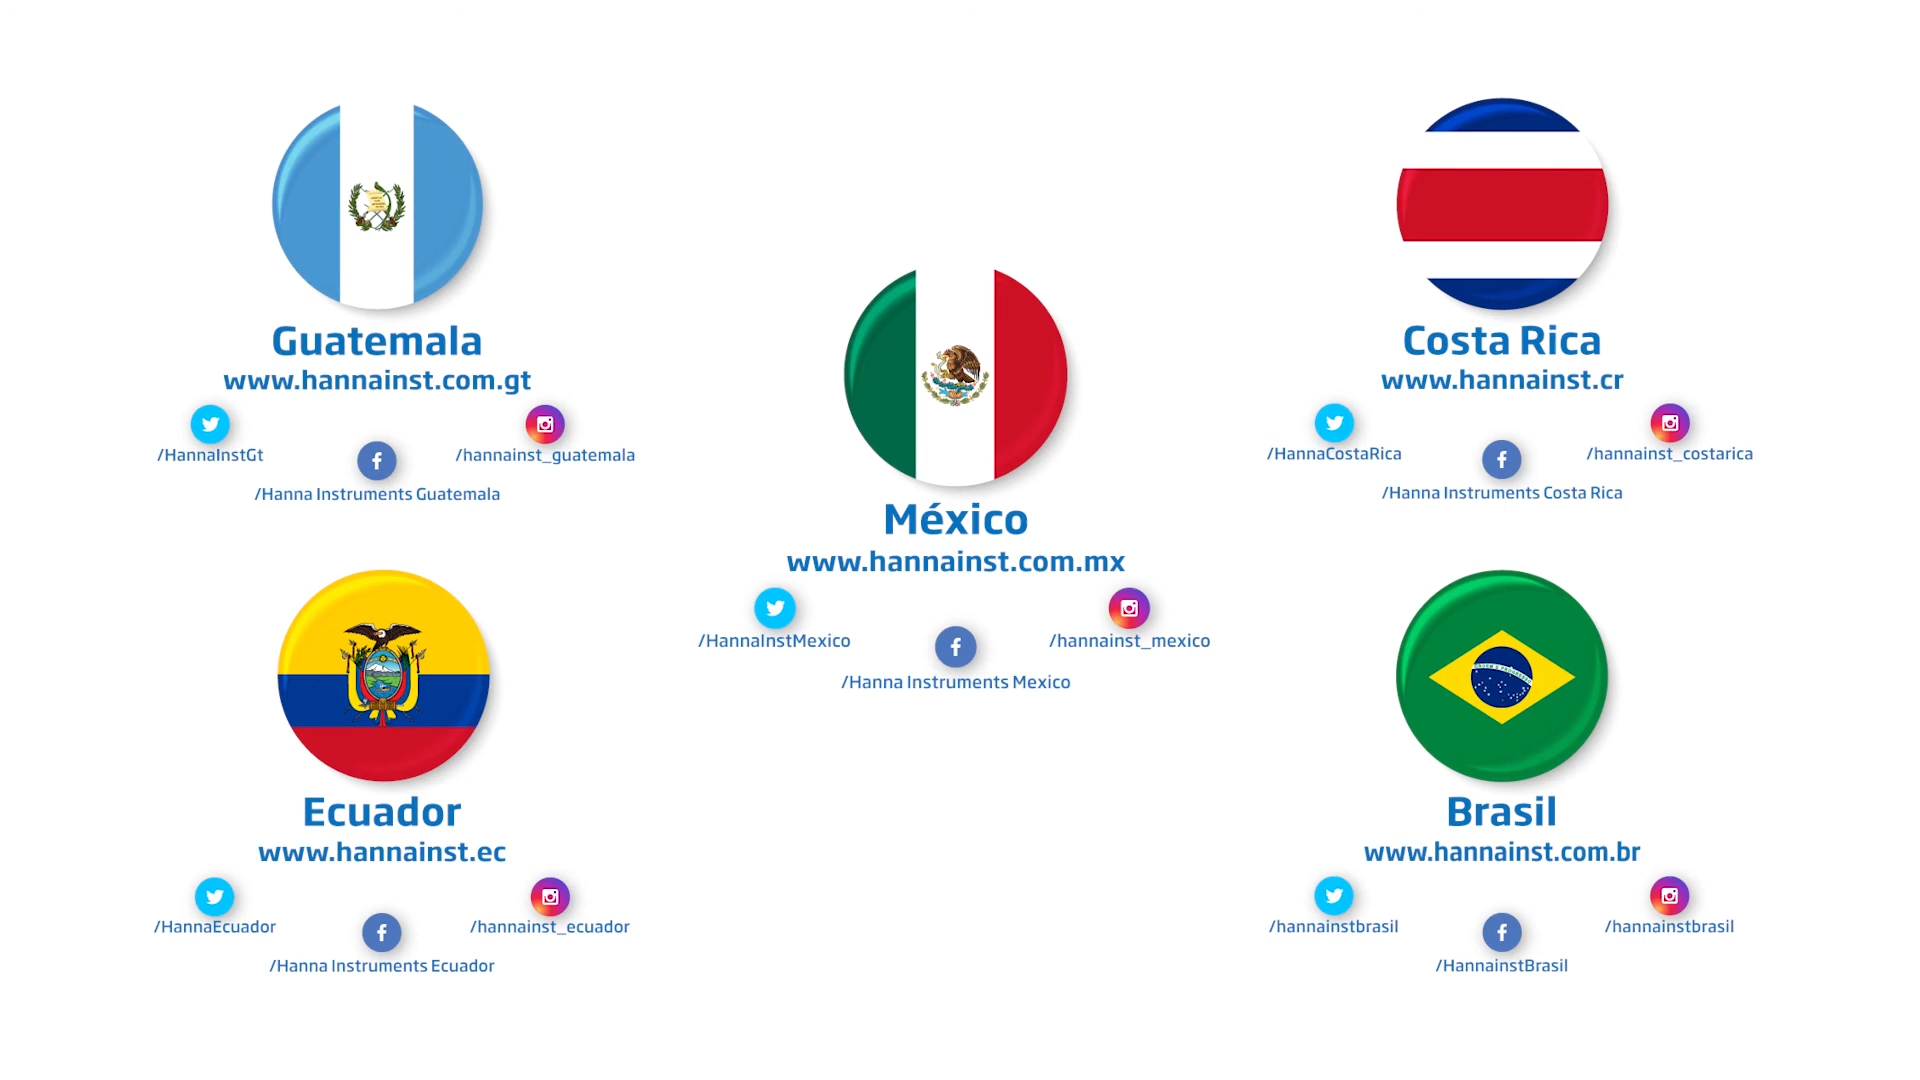 Guatemala
www.hannainst.com.gt
/HannaInstGt
/hannainst_guatemala
/Hanna Instruments Guatemala
México
www.hannainst.com.mx
/HannaInstMexico
/hannainst_mexico
/Hanna Instruments Mexico
Costa Rica
www.hannainst.cr
/HannaCostaRica
/hannainst_costarica
/Hanna Instruments Costa Rica
Ecuador
www.hannainst.ec
/HannaEcuador
/hannainst_ecuador
/Hanna Instruments Ecuador
Brasil
www.hannainst.com.br
/hannainstbrasil
/hannainstbrasil
/HannainstBrasil